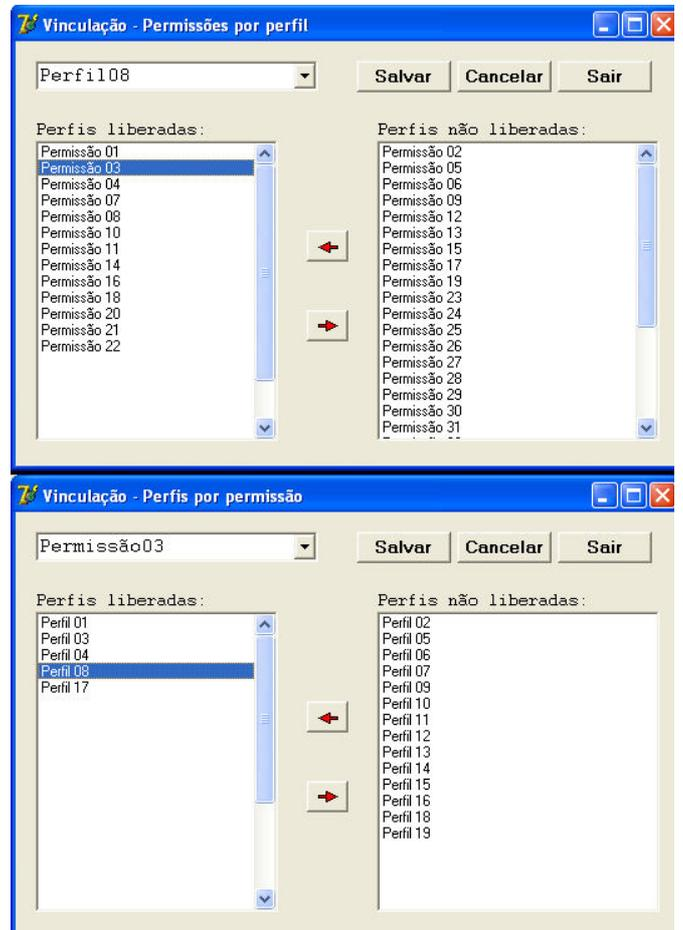 Vinculação - Permissões por perfil
Perfil08
Salvar Cancelar Sair
Perfis liberadas:
Permissão 01
Permissão 03
Permissão 04
Permissão 07
Permissão 08
Permissão 10
Permissão 11
Permissão 14
Permissão 16
Permissão 18
Permissão 20
Permissão 21
Permissão 22
Perfis não liberadas:
Permissão 02
Permissão 05
Permissão 06
Permissão 09
Permissão 12
Permissão 13
Permissão 15
Permissão 17
Permissão 19
Permissão 23
Permissão 24
Permissão 25
Permissão 26
Permissão 27
Permissão 28
Permissão 29
Permissão 30
Permissão 31
Vinculação - Perfis por permissão
Permissão03
Salvar Cancelar Sair
Perfis liberadas:
Perfil 01
Perfil 03
Perfil 04
Perfil 08
Perfil 17
Perfis não liberadas:
Perfil 02
Perfil 05
Perfil 06
Perfil 07
Perfil 09
Perfil 10
Perfil 11
Perfil 12
Perfil 13
Perfil 14
Perfil 15
Perfil 16
Perfil 18
Perfil 19